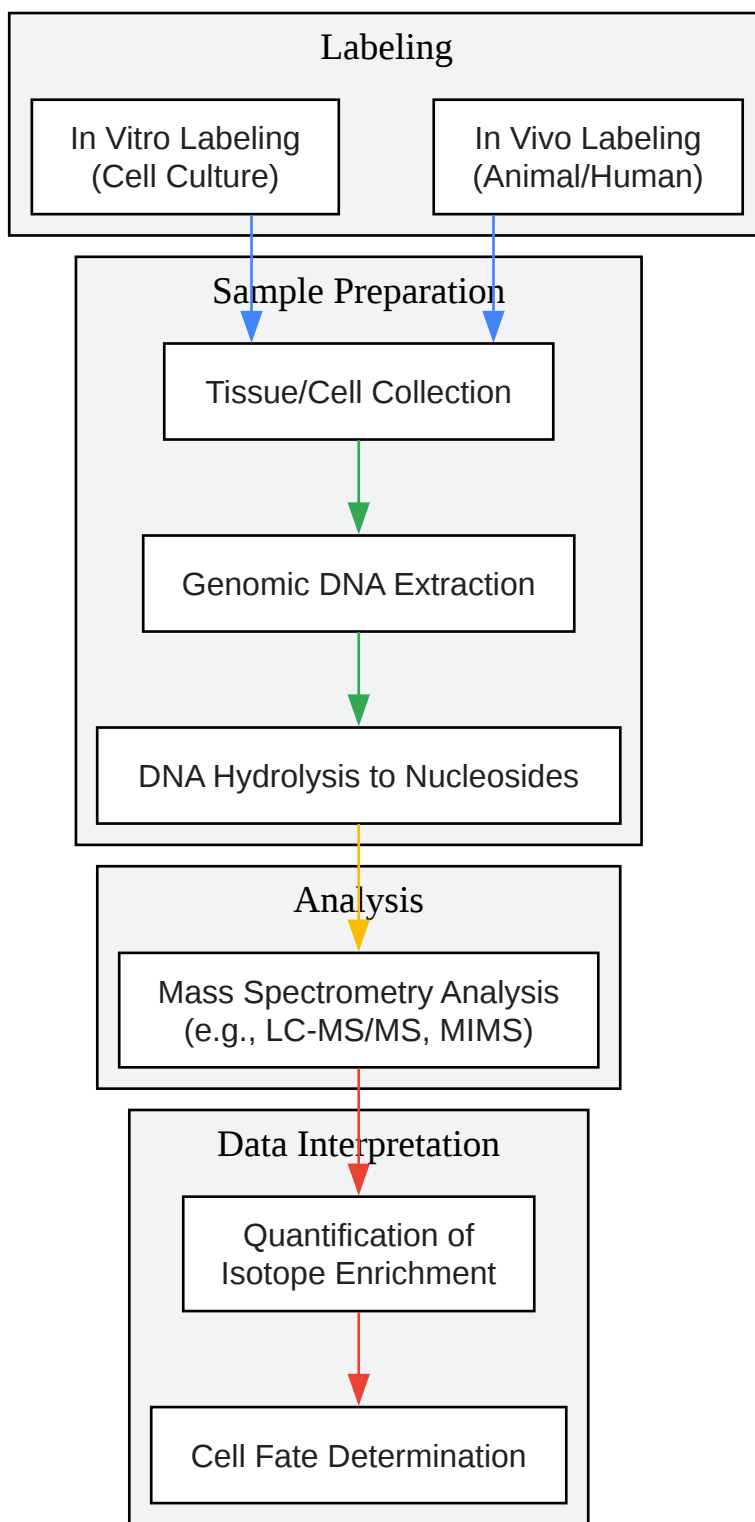 Labeling
In Vitro Labeling
(Cell Culture)
In Vivo Labeling
(Animal/Human)
Sample Preparation
Tissue/Cell Collection
Genomic DNA Extraction
DNA Hydrolysis to Nucleosides
Analysis
Mass Spectrometry Analysis
(e.g., LC-MS/MS, MIMS)
Data Interpretation
Quantification of
Isotope Enrichment
Cell Fate Determination